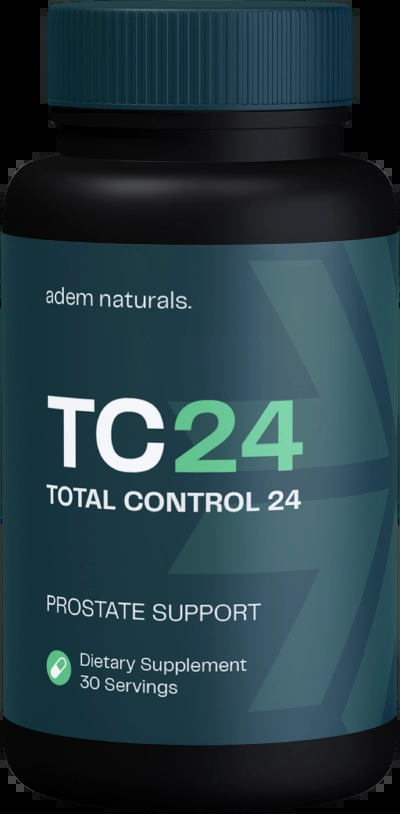 adem naturals.
TC24
TOTAL CONTROL 24
PROSTATE SUPPORT
Dietary Supplement
30 Servings